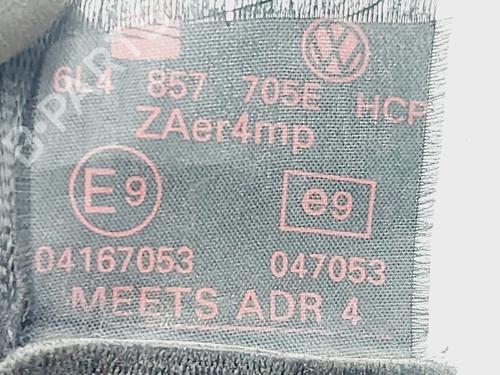 6L4 857 705E HCP
ZAer4mp
E9 e9
04167053 047053
MEETS ADR 4